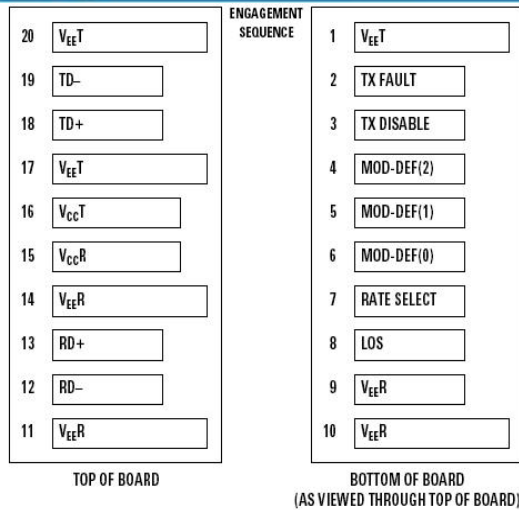 ENGAGEMENT
SEQUENCE
20 VEET
19 TD–
18 TD+
17 VEET
16 VCCT
15 VCCR
14 VEER
13 RD+
12 RD–
11 VEER
TOP OF BOARD
1 VEET
2 TX FAULT
3 TX DISABLE
4 MOD-DEF(2)
5 MOD-DEF(1)
6 MOD-DEF(0)
7 RATE SELECT
8 LOS
9 VEER
10 VEER
BOTTOM OF BOARD
(AS VIEWED THROUGH TOP OF BOARD)